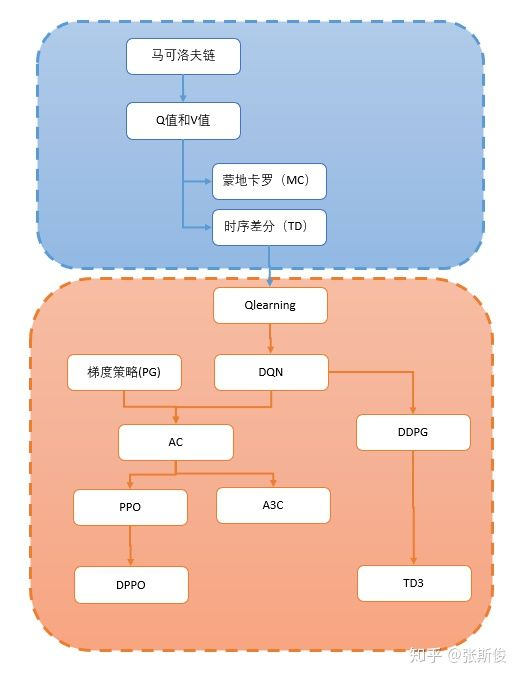 马可洛夫链
Q值和V值
蒙地卡罗（MC）
时序差分（TD）
Qlearning
梯度策略(PG)
DQN
DDPG
AC
PPO
A3C
DPPO
TD3
知乎 @张斯俊